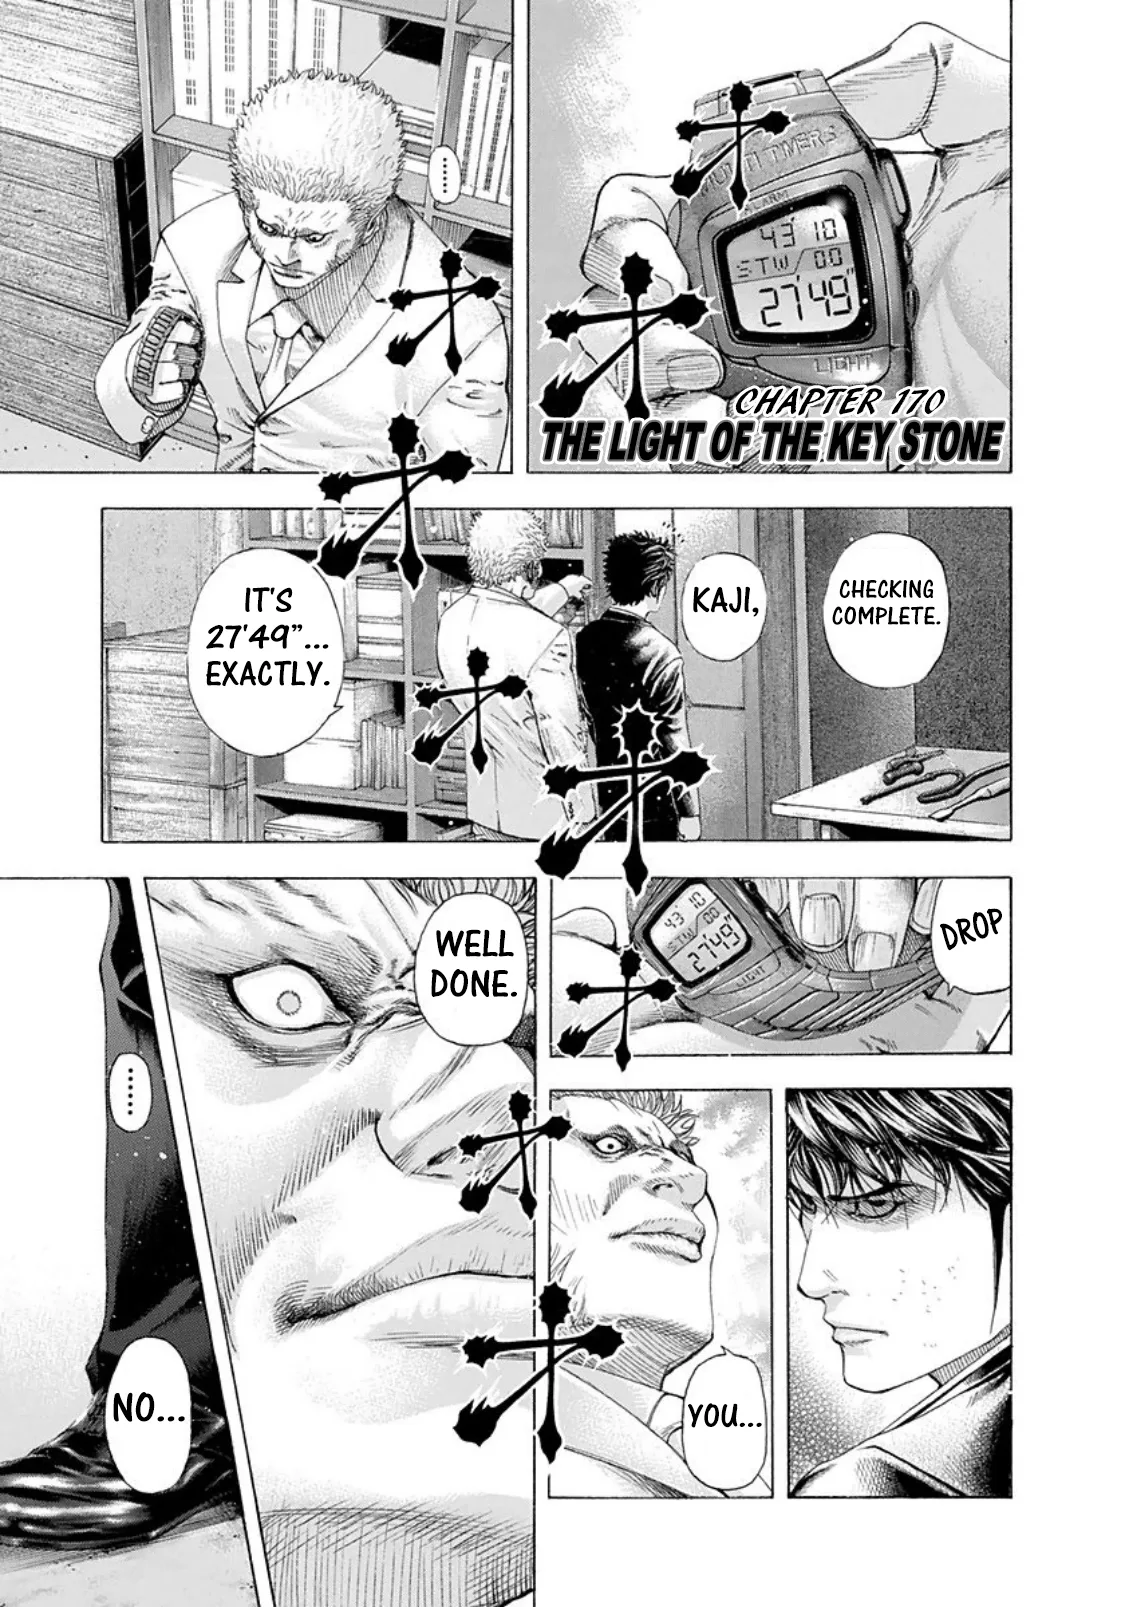 MULTI TIMERS
ALARM
43'10
STW 00
27'49"
LIGHT
CHAPTER 170
THE LIGHT OF THE KEY STONE
......
CHECKING
COMPLETE.
KAJI,
IT'S
27'49”...
EXACTLY.
43'10
STW 00
27'49"
LIGHT
DROP
WELL
DONE.
......
YOU...
NO...